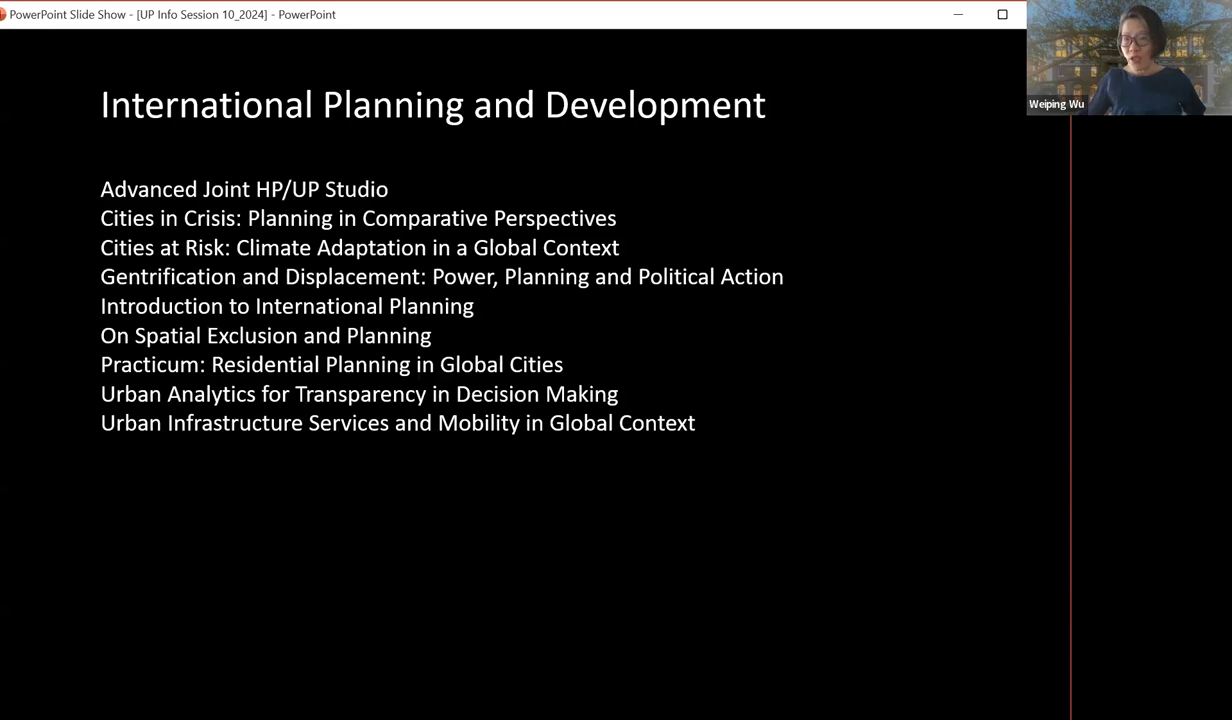 PowerPoint Slide Show - [UP Info Session 10_2024] - PowerPoint
Weiping Wu
International Planning and Development
Advanced Joint HP/UP Studio
Cities in Crisis: Planning in Comparative Perspectives
Cities at Risk: Climate Adaptation in a Global Context
Gentrification and Displacement: Power, Planning and Political Action
Introduction to International Planning
On Spatial Exclusion and Planning
Practicum: Residential Planning in Global Cities
Urban Analytics for Transparency in Decision Making
Urban Infrastructure Services and Mobility in Global Context